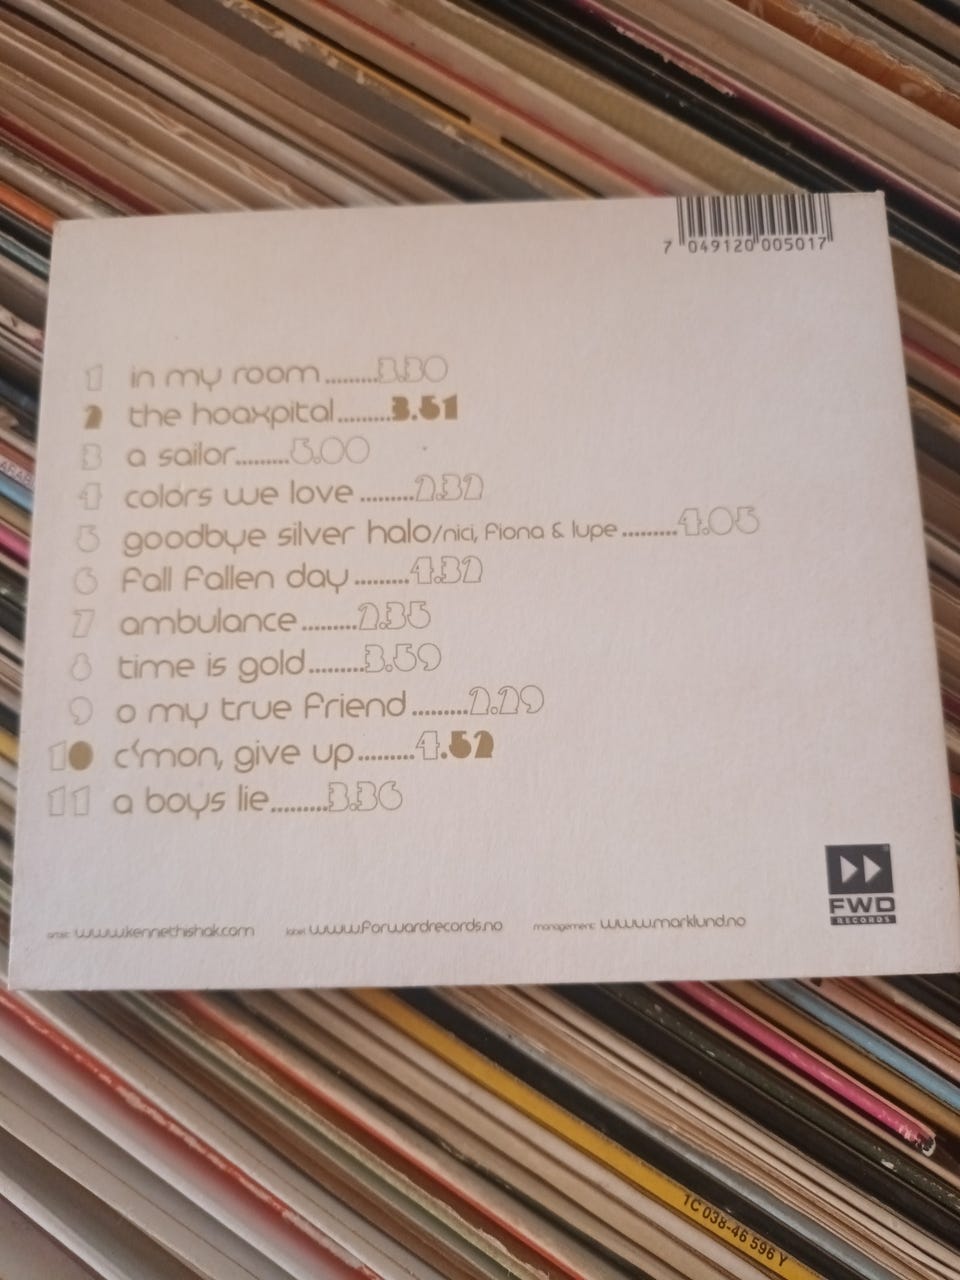 7 049120 005017
1 in my room.........3.30
2 the hoaxpital.........3.51
3 a sailor.........5.00
4 colors we love.........2.32
5 goodbye silver halo/nici, fiona & lupe.........4.05
6 fall fallen day.........4.32
7 ambulance.........2.35
8 time is gold.........3.59
9 o my true friend.........2.29
10 c'mon, give up.........4.52
11 a boys lie.........3.36
FWD
RECORDS
artist: www.kennethishak.com label: www.forwardrecords.no management: www.marklund.no
1C 038-46 596 Y